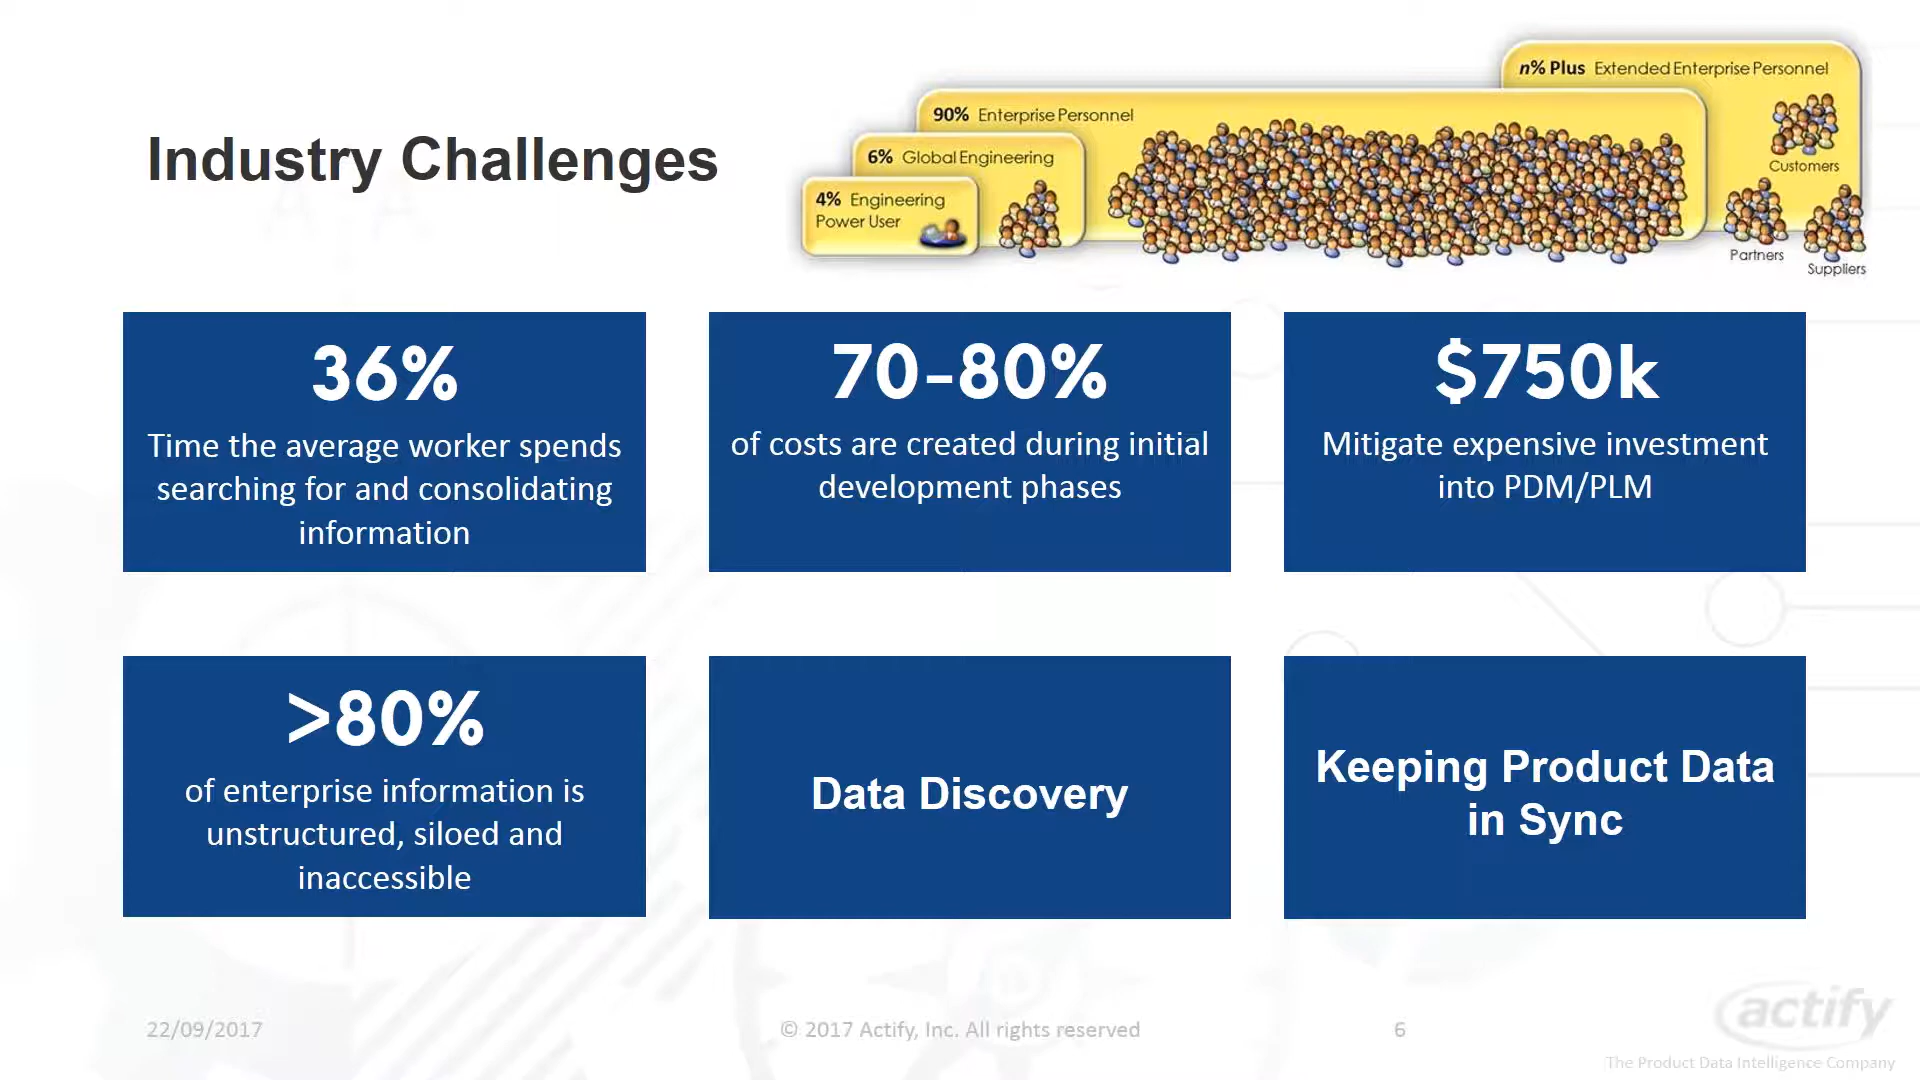 Industry Challenges
n% Plus Extended Enterprise Personnel
90% Enterprise Personnel
6% Global Engineering
4% Engineering
Power User
Customers
Partners
Suppliers
36%
Time the average worker spends
searching for and consolidating
information
70-80%
of costs are created during initial
development phases
$750k
Mitigate expensive investment
into PDM/PLM
>80%
of enterprise information is
unstructured, siloed and
inaccessible
Data Discovery
Keeping Product Data
in Sync
22/09/2017
© 2017 Actify, Inc. All rights reserved
6
actify
The Product Data Intelligence Company